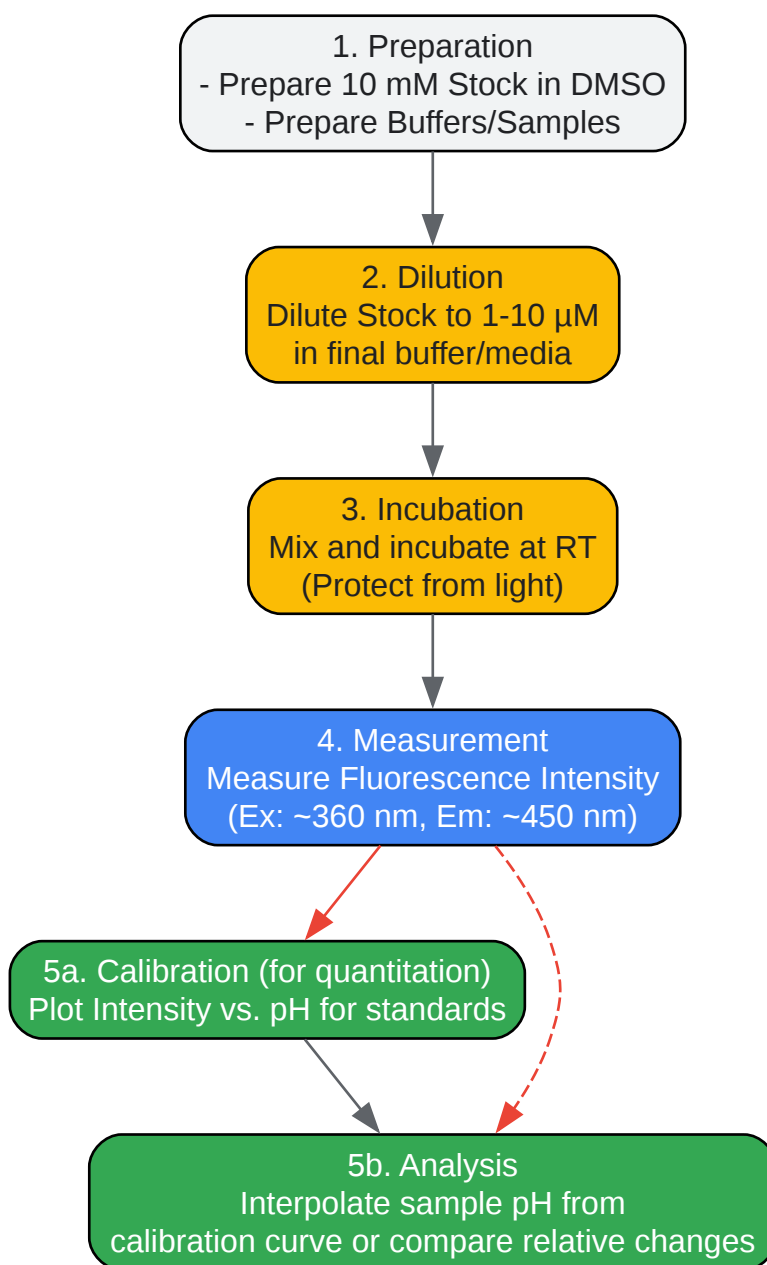 1. Preparation
- Prepare 10 mM Stock in DMSO
- Prepare Buffers/Samples
2. Dilution
Dilute Stock to 1-10 µM
in final buffer/media
3. Incubation
Mix and incubate at RT
(Protect from light)
4. Measurement
Measure Fluorescence Intensity
(Ex: ~360 nm, Em: ~450 nm)
5a. Calibration (for quantitation)
Plot Intensity vs. pH for standards
5b. Analysis
Interpolate sample pH from
calibration curve or compare relative changes